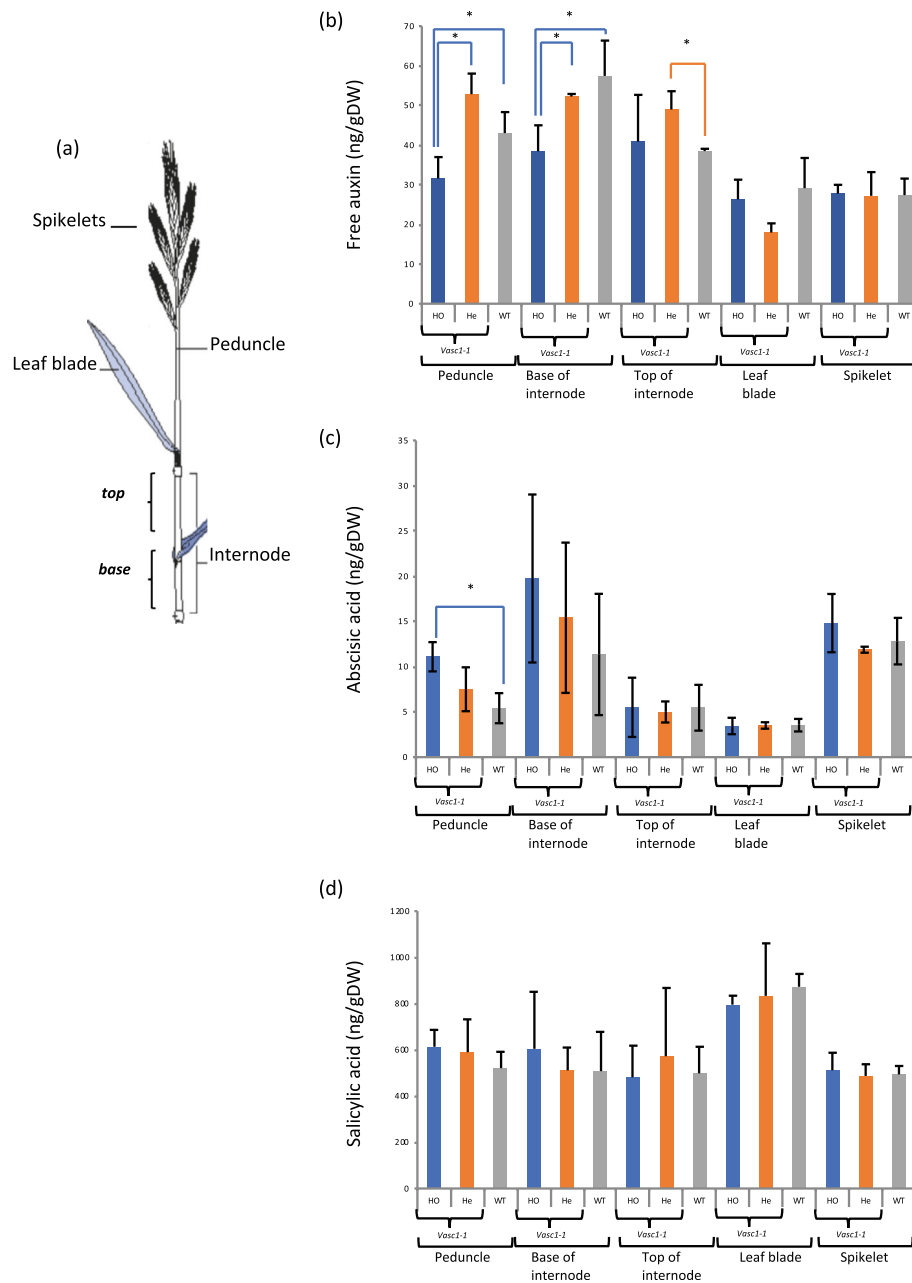 (a)
Spikelets
Peduncle
Leaf blade
top
Internode
base
(b)
Free auxin (ng/gDW)
70
60
50
40
30
20
10
0
* * * * *
HO He WT HO He WT HO He WT HO He WT HO He WT
Vasc1-1 Vasc1-1 Vasc1-1 Vasc1-1 Vasc1-1
Peduncle Base of Top of Leaf Spikelet
internode internode blade
(c)
Abscisic acid (ng/gDW)
35
30
25
20
15
10
5
0
*
HO He WT HO He WT HO He WT HO He WT HO He WT
Vasc1-1 Vasc1-1 Vasc1-1 Vasc1-1 Vasc1-1
Peduncle Base of Top of Leaf Spikelet
internode internode blade
(d)
Salicylic acid (ng/gDW)
1200
1000
800
600
400
200
0
HO He WT HO He WT HO He WT HO He WT HO He WT
Vasc1-1 Vasc1-1 Vasc1-1 Vasc1-1 Vasc1-1
Peduncle Base of Top of Leaf blade Spikelet
internode internode